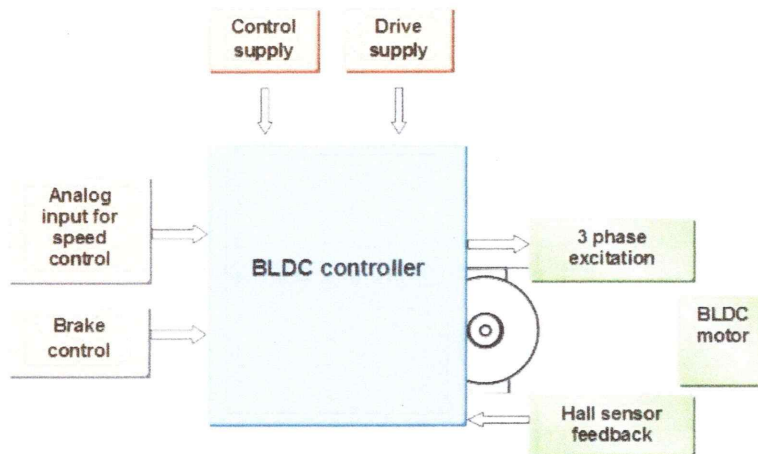 Control
supply
Drive
supply
Analog
input for
speed
control
BLDC controller
3 phase
excitation
Brake
control
BLDC
motor
Hall sensor
feedback